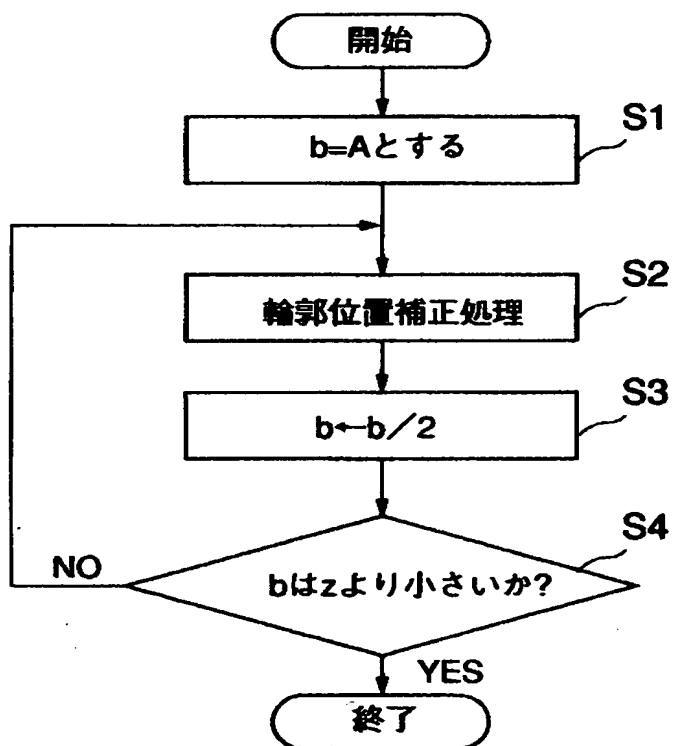 開始
S1
b=Aとする
S2
輪郭位置補正処理
S3
b←b／2
S4
NO
bはzより小さいか?
YES
終了